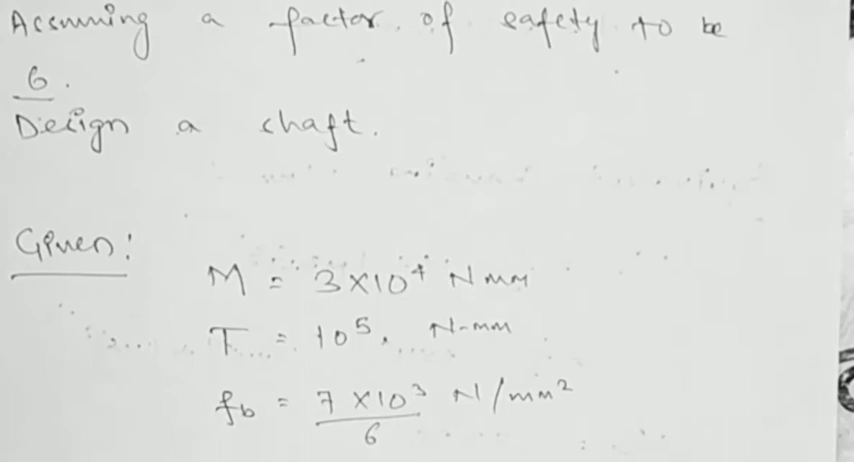 Assuming a factor of safety to be
6.
Design a shaft.
Given:
M = 3×10⁴ N mm
T = 10⁵. N-mm
fb = 7×10³/6 N/mm²